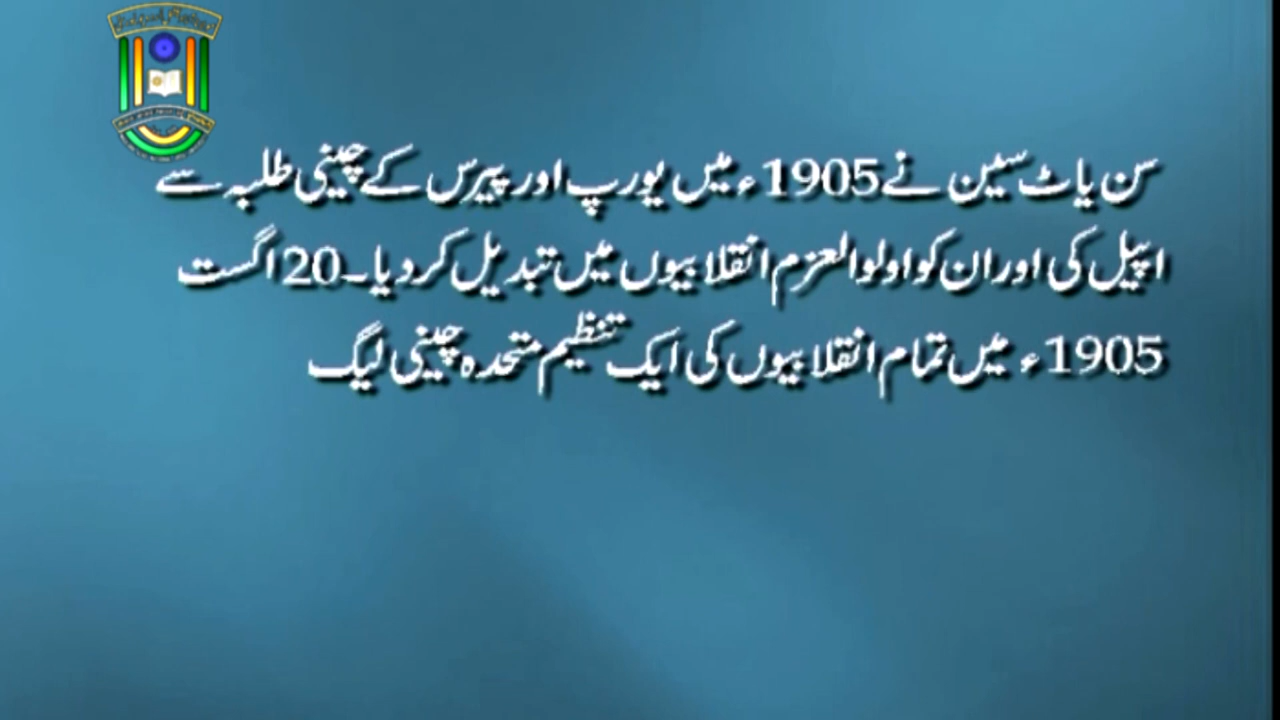 سن یاٹ سین نے 1905ء میں یورپ اور پیرس کے چینی طلبہ سے
اپیل کی اور ان کو اولوالعزم انقلابیوں میں تبدیل کر دیا۔ 20 اگست
1905ء میں تمام انقلابیوں کی ایک تنظیم متحدہ چینی لیگ